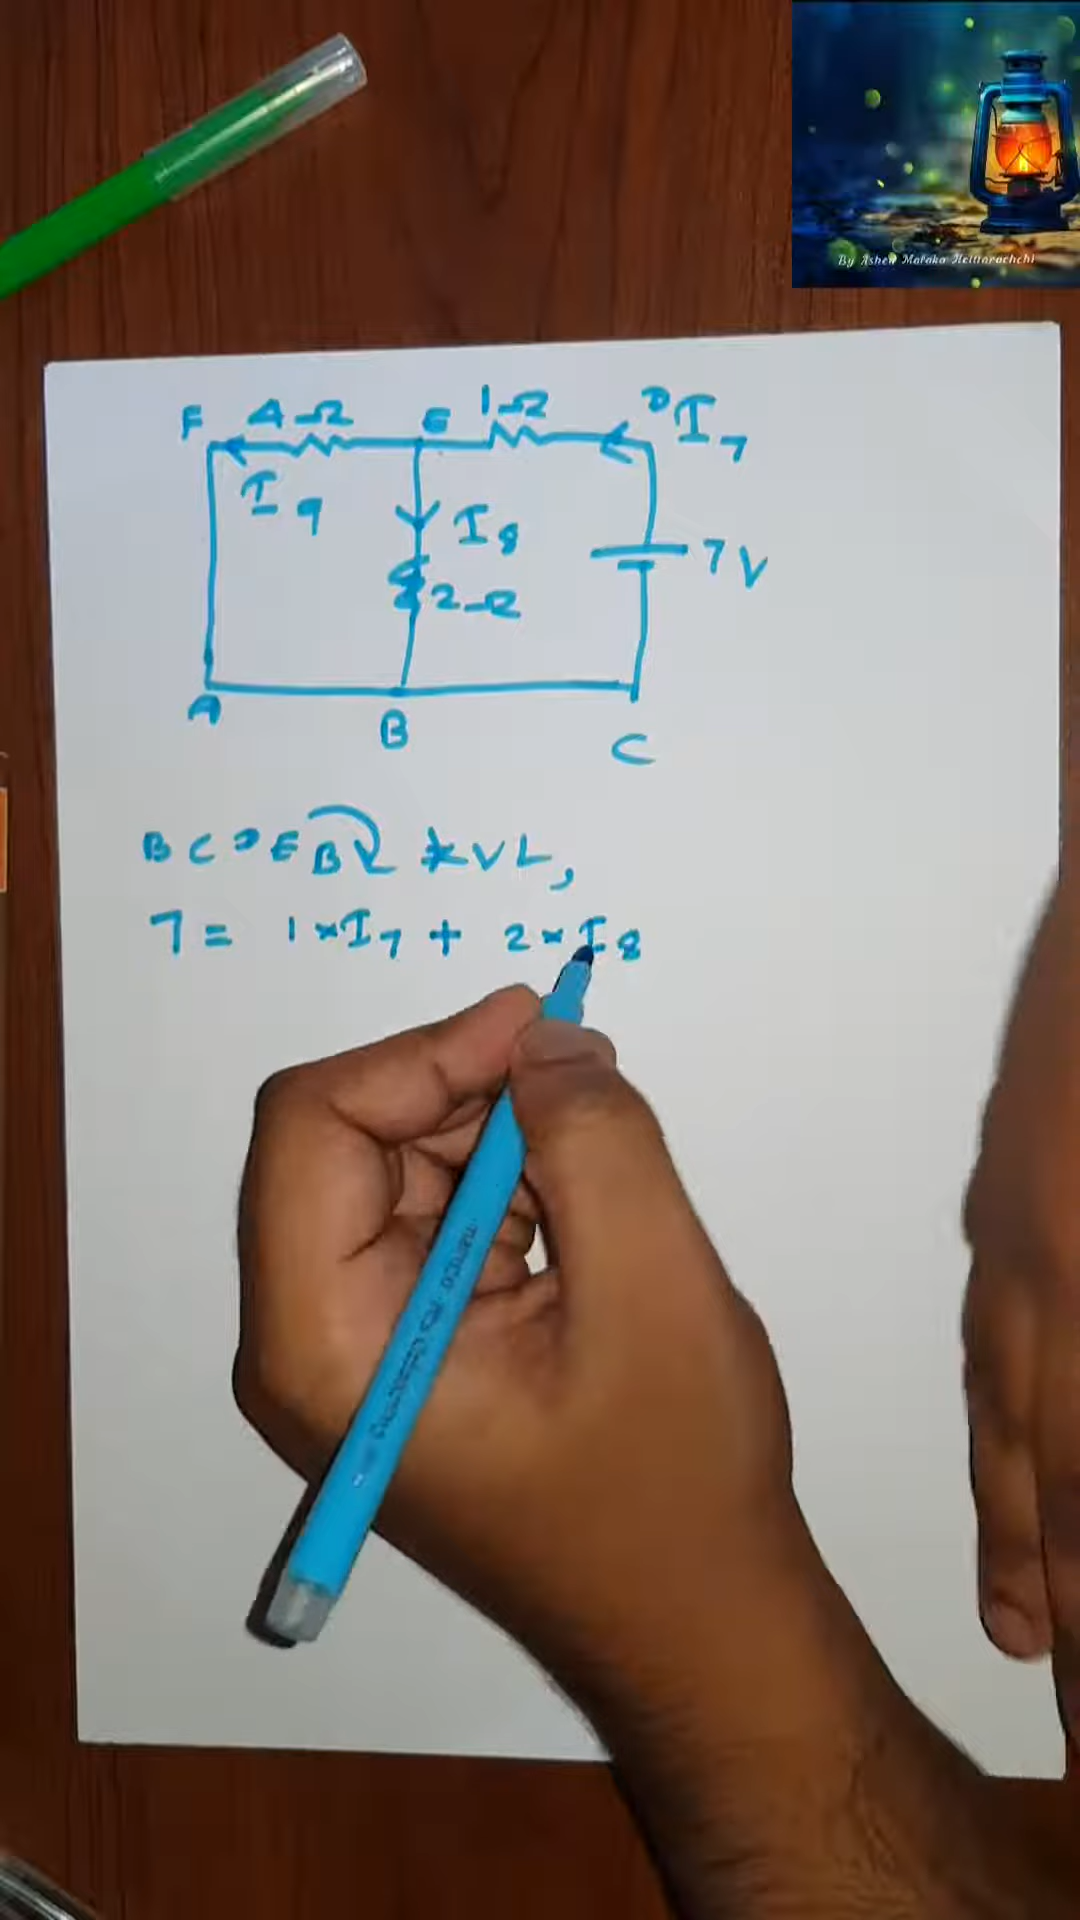 By Ashen Malaka Hettiarachchi
F 4Ω E 1Ω D I₇
I₉ I₈ 7V
2Ω
A B C
BCDEB KVL,
7 = 1×I₇ + 2×I₈